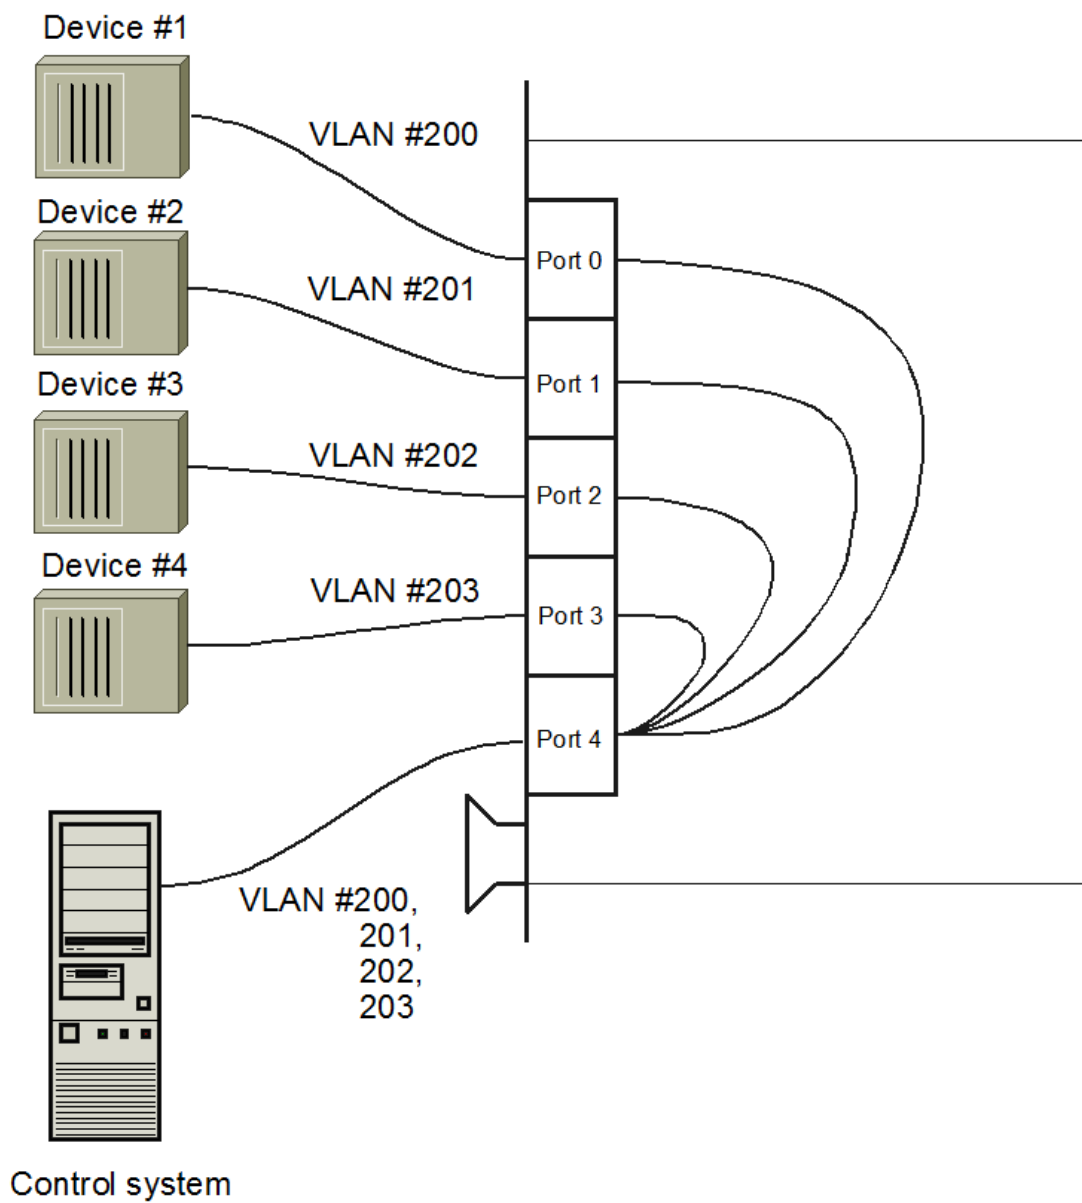 Device #1
VLAN #200
Device #2
Port 0
VLAN #201
Device #3
Port 1
VLAN #202
Port 2
Device #4
VLAN #203
Port 3
Port 4
VLAN #200,
201,
202,
203
Control system